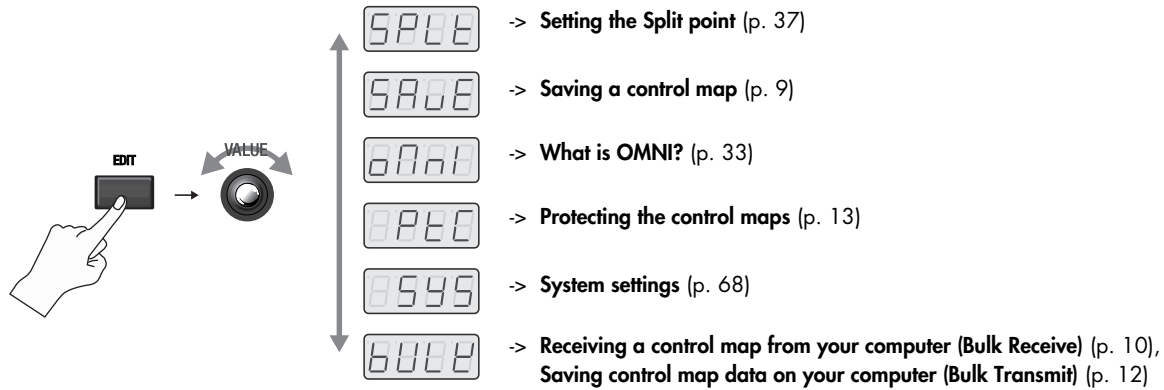 SPLt
-> Setting the Split point (p. 37)
SAvE
-> Saving a control map (p. 9)
EDIT
VALUE
oMnI
-> What is OMNI? (p. 33)
PtC
-> Protecting the control maps (p. 13)
SYS
-> System settings (p. 68)
bULK
-> Receiving a control map from your computer (Bulk Receive) (p. 10),
Saving control map data on your computer (Bulk Transmit) (p. 12)